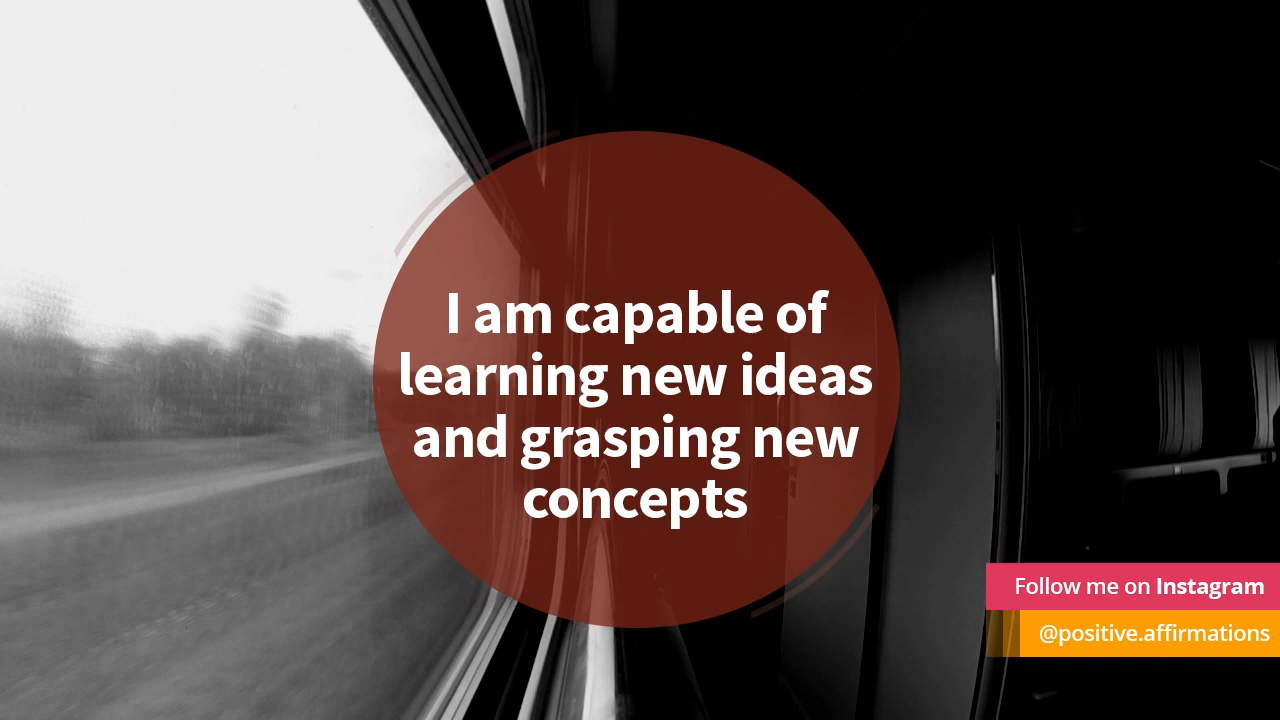 I am capable of
learning new ideas
and grasping new
concepts
Follow me on Instagram
@positive.affirmations